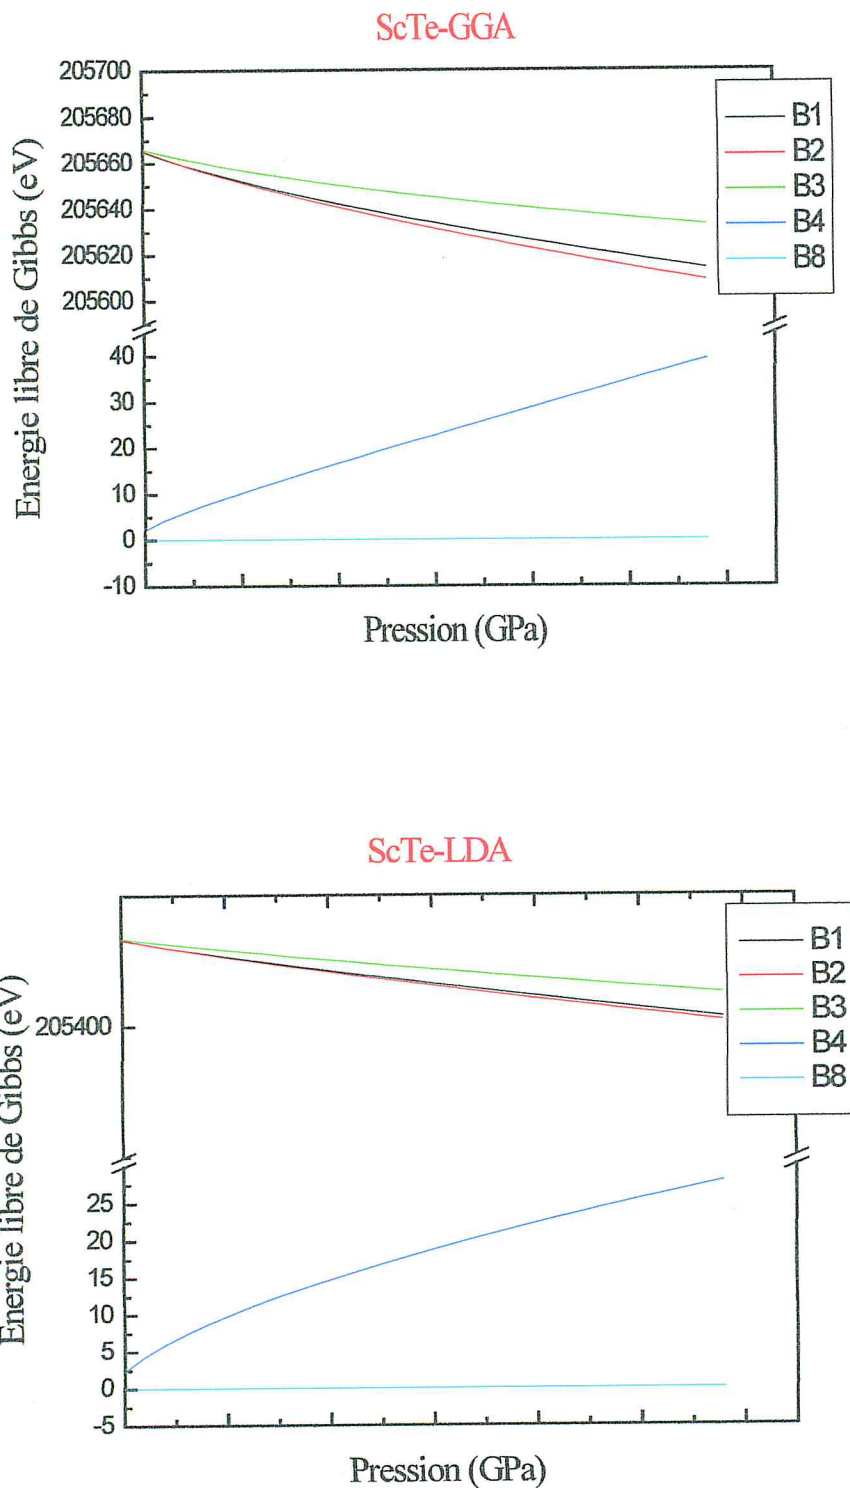 ScTe-GGA
205700
205680
205660
205640
205620
205600
40
30
20
10
0
-10
Energie libre de Gibbs (eV)
B1
B2
B3
B4
B8
Pression (GPa)
ScTe-LDA
205400
25
20
15
10
5
0
-5
Energie libre de Gibbs (eV)
B1
B2
B3
B4
B8
Pression (GPa)